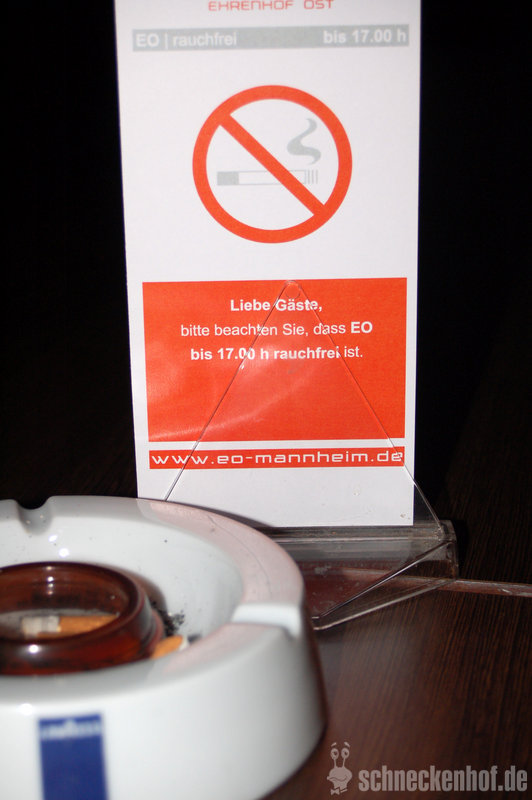 EHRENHOF OST
EO | rauchfrei bis 17.00 h
Liebe Gäste,
bitte beachten Sie, dass EO
bis 17.00 h rauchfrei ist.
www.eo-mannheim.de
LAVAZZA
schneckenhof.de